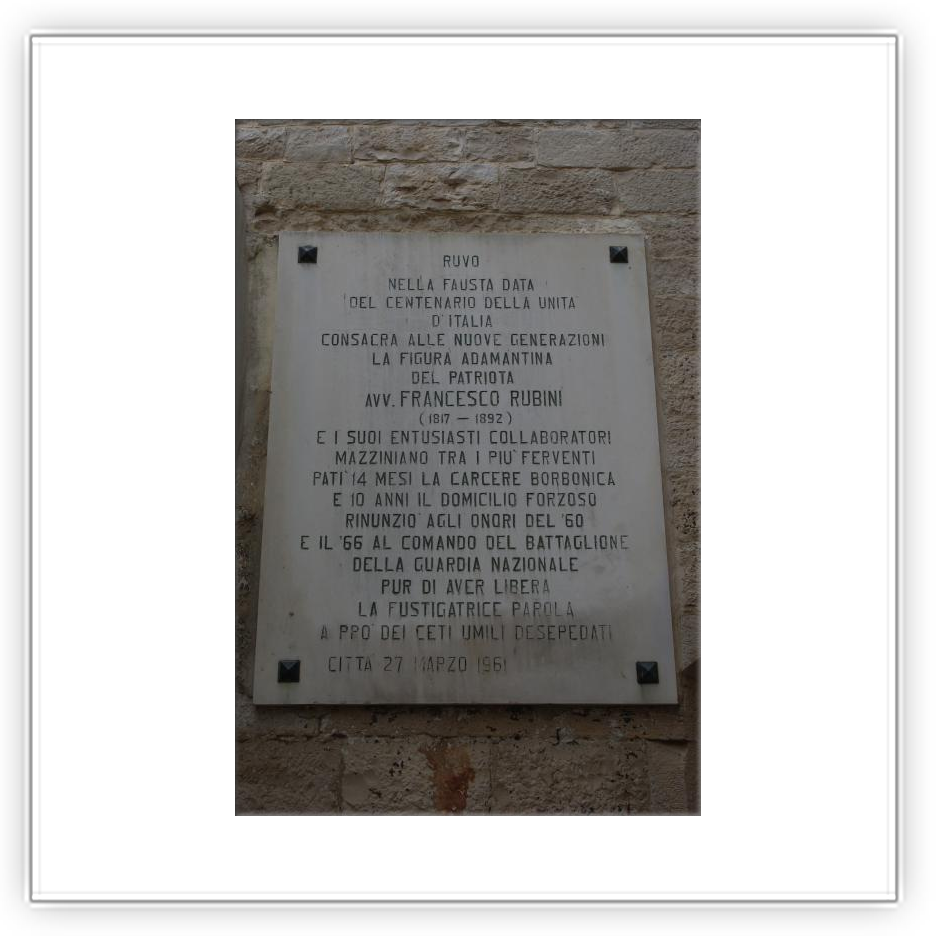 RUVO
NELLA FAUSTA DATA
DEL CENTENARIO DELLA UNITA'
D'ITALIA
CONSACRA ALLE NUOVE GENERAZIONI
LA FIGURA ADAMANTINA
DEL PATRIOTA
AVV. FRANCESCO RUBINI
(1817 — 1892)
E I SUOI ENTUSIASTI COLLABORATORI
MAZZINIANO TRA I PIU' FERVENTI
PATI' 14 MESI LA CARCERE BORBONICA
E 10 ANNI IL DOMICILIO FORZOSO
RINUNZIO' AGLI ONORI DEL '60
E IL '66 AL COMANDO DEL BATTAGLIONE
DELLA GUARDIA NAZIONALE
PUR DI AVER LIBERA
LA FUSTIGATRICE PAROLA
A PRO' DEI CETI UMILI DESEREDATI
CITTA' 27 MARZO 1961